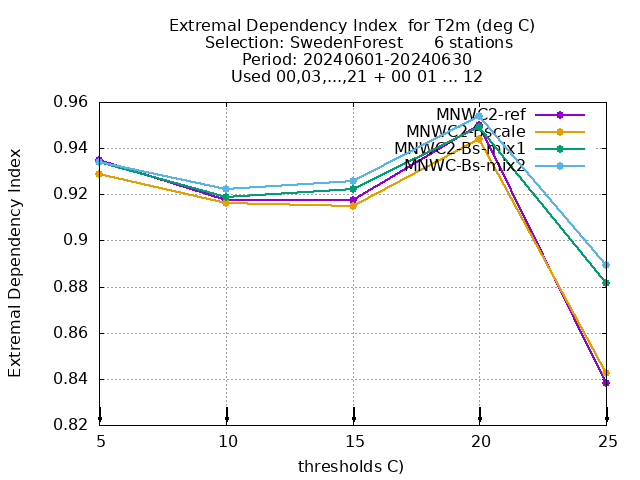 Extremal Dependency Index  for T2m (deg C)
Selection: SwedenForest      6 stations
Period: 20240601-20240630
Used 00,03,...,21 + 00 01 ... 12
0.96
0.94
0.92
0.9
0.88
0.86
0.84
0.82
Extremal Dependency Index
MNWC2-ref
MNWC2-Bscale
MNWC2-Bs-mix1
MNWC-Bs-mix2
5
10
15
20
25
thresholds C)